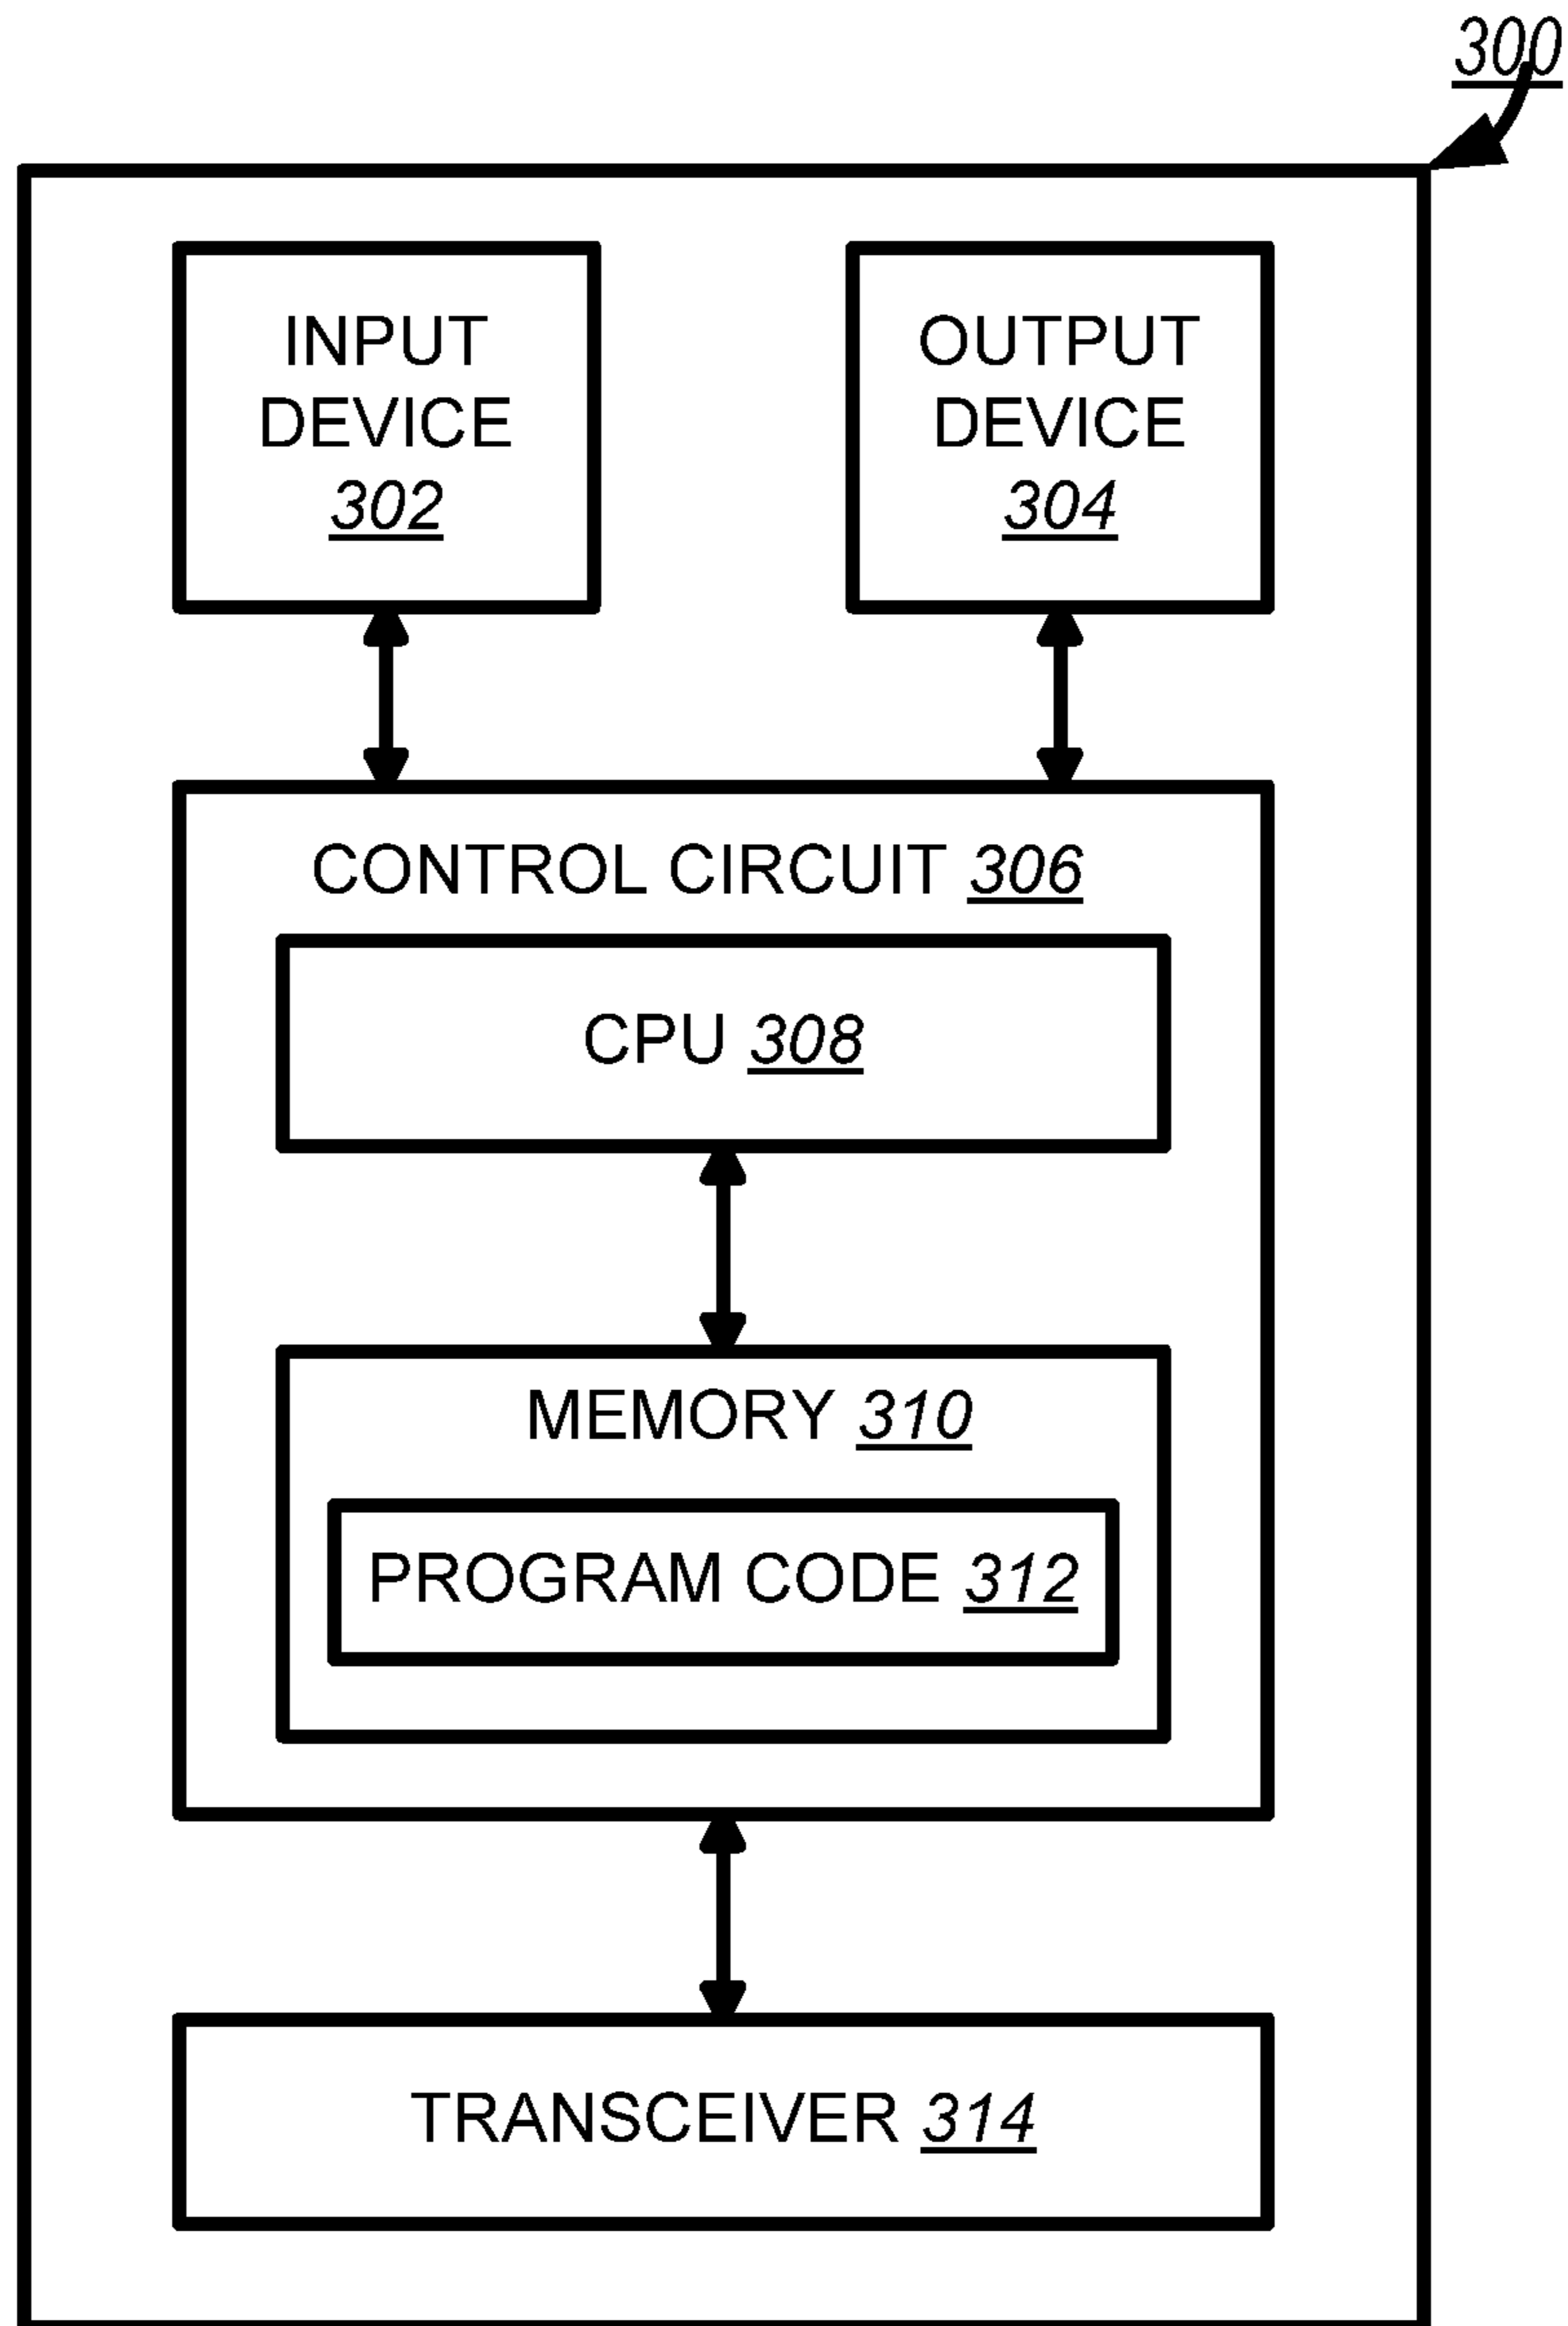 300
INPUT
DEVICE
302
OUTPUT
DEVICE
304
CONTROL CIRCUIT 306
CPU 308
MEMORY 310
PROGRAM CODE 312
TRANSCEIVER 314